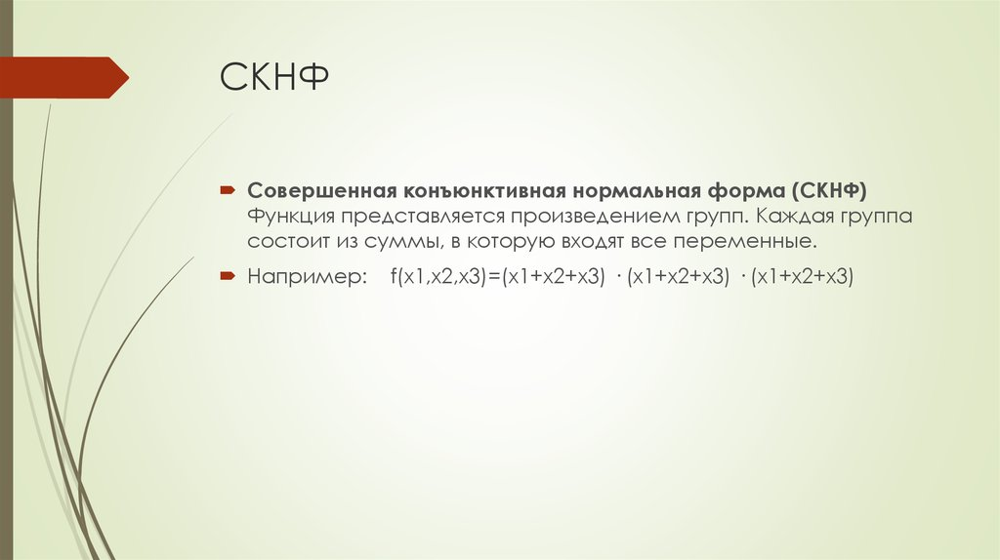 СКНФ
Совершенная конъюнктивная нормальная форма (СКНФ)
Функция представляется произведением групп. Каждая группа
состоит из суммы, в которую входят все переменные.
Например: f(x1,x2,x3)=(x1+x2+x3) · (x1+x2+x3) · (x1+x2+x3)